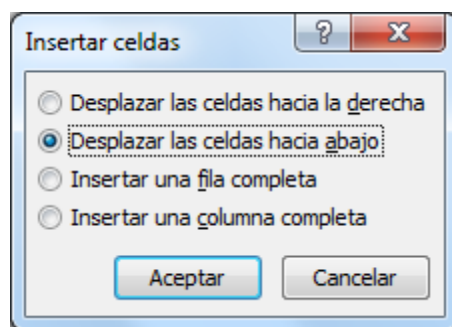 Insertar celdas ?
Desplazar las celdas hacia la derecha
Desplazar las celdas hacia abajo
Insertar una fila completa
Insertar una columna completa
Aceptar Cancelar